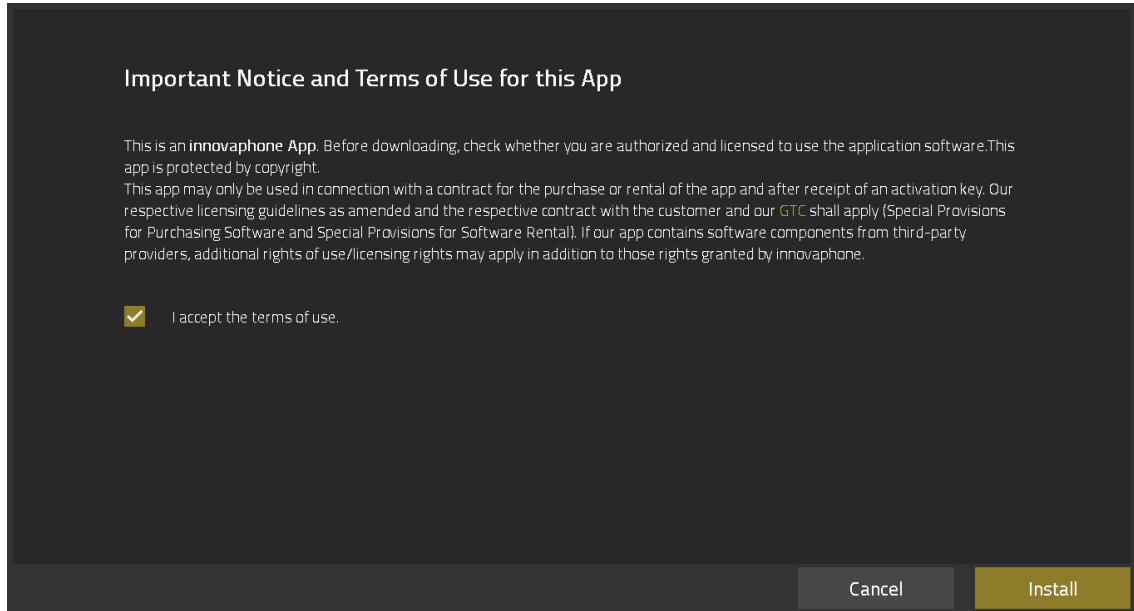 Important Notice and Terms of Use for this App
This is an innovaphone App. Before downloading, check whether you are authorized and licensed to use the application software.This
app is protected by copyright.
This app may only be used in connection with a contract for the purchase or rental of the app and after receipt of an activation key. Our
respective licensing guidelines as amended and the respective contract with the customer and our GTC shall apply (Special Provisions
for Purchasing Software and Special Provisions for Software Rental). If our app contains software components from third-party
providers, additional rights of use/licensing rights may apply in addition to those rights granted by innovaphone.
I accept the terms of use.
Cancel
Install